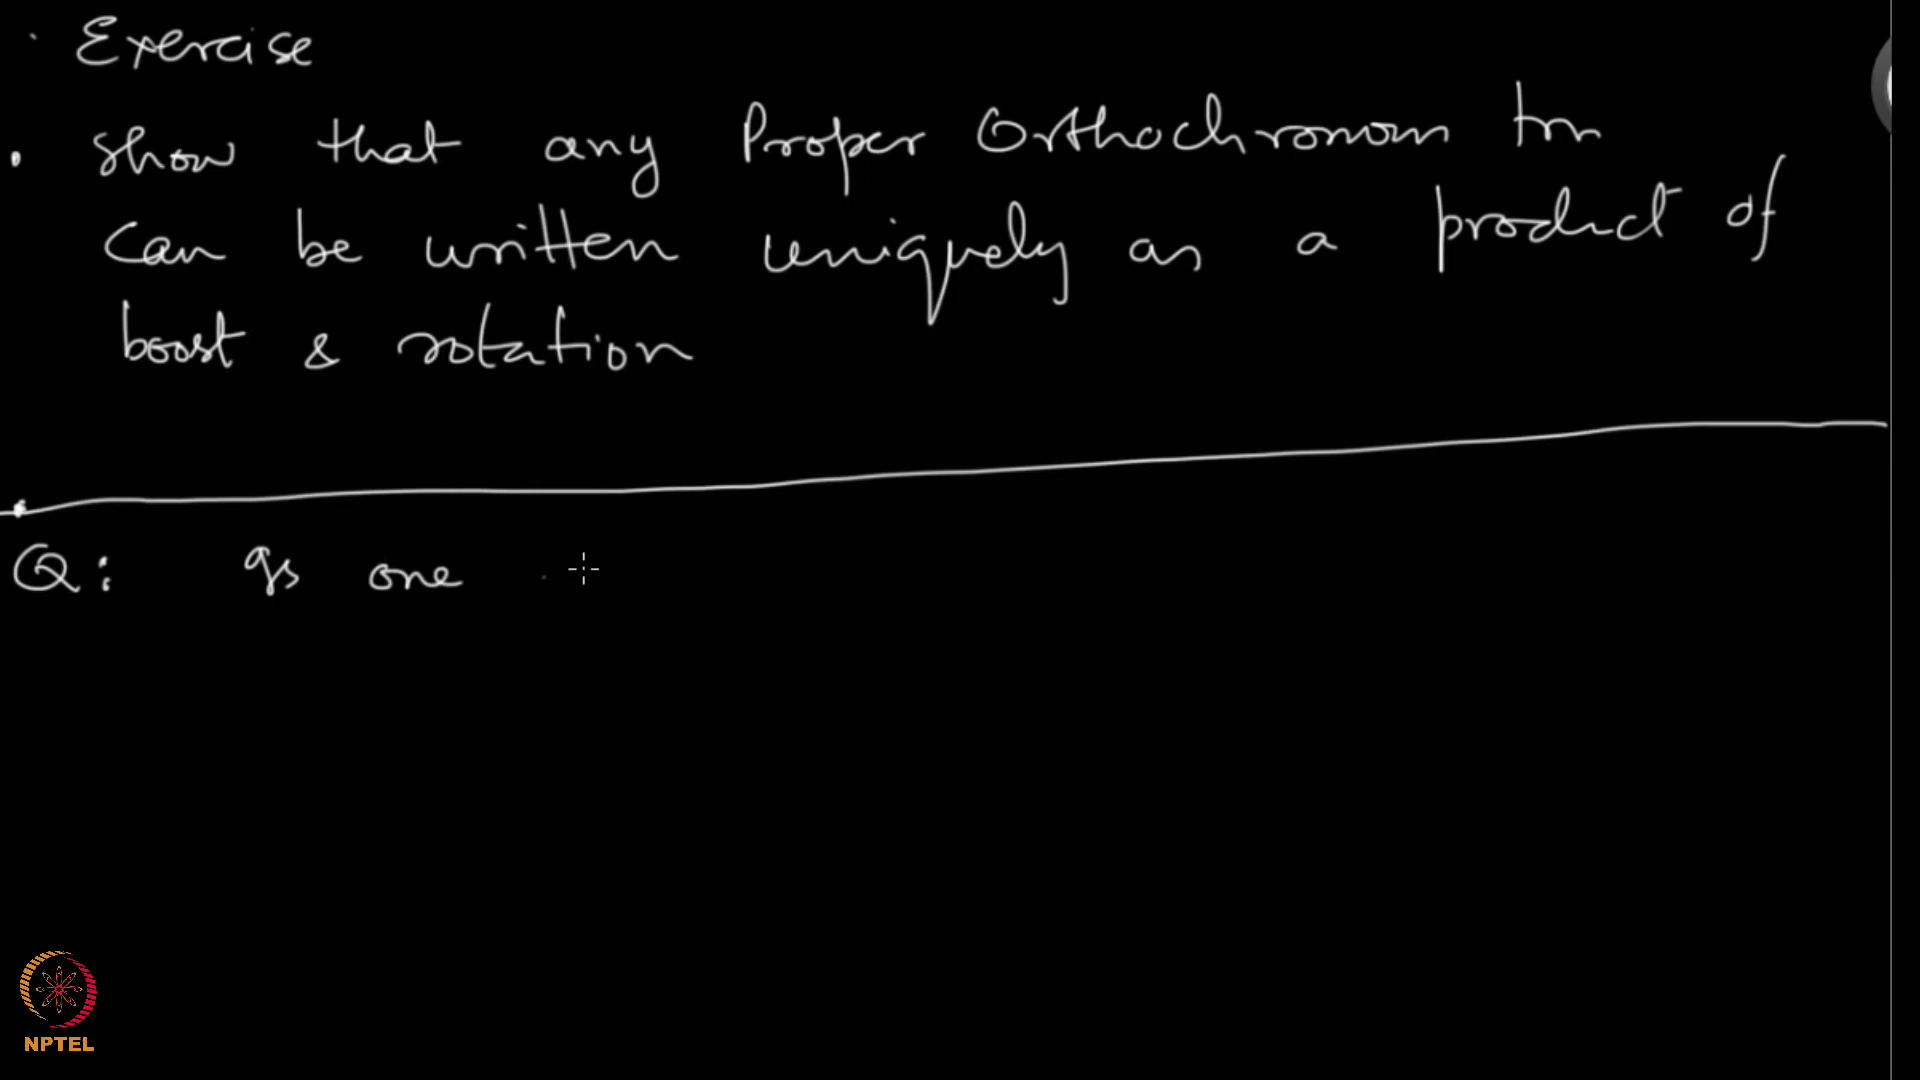 Exercise
• Show that any Proper Orthochronous trn
can be written uniquely as a product of
boost & rotation
Q: Is one
NPTEL